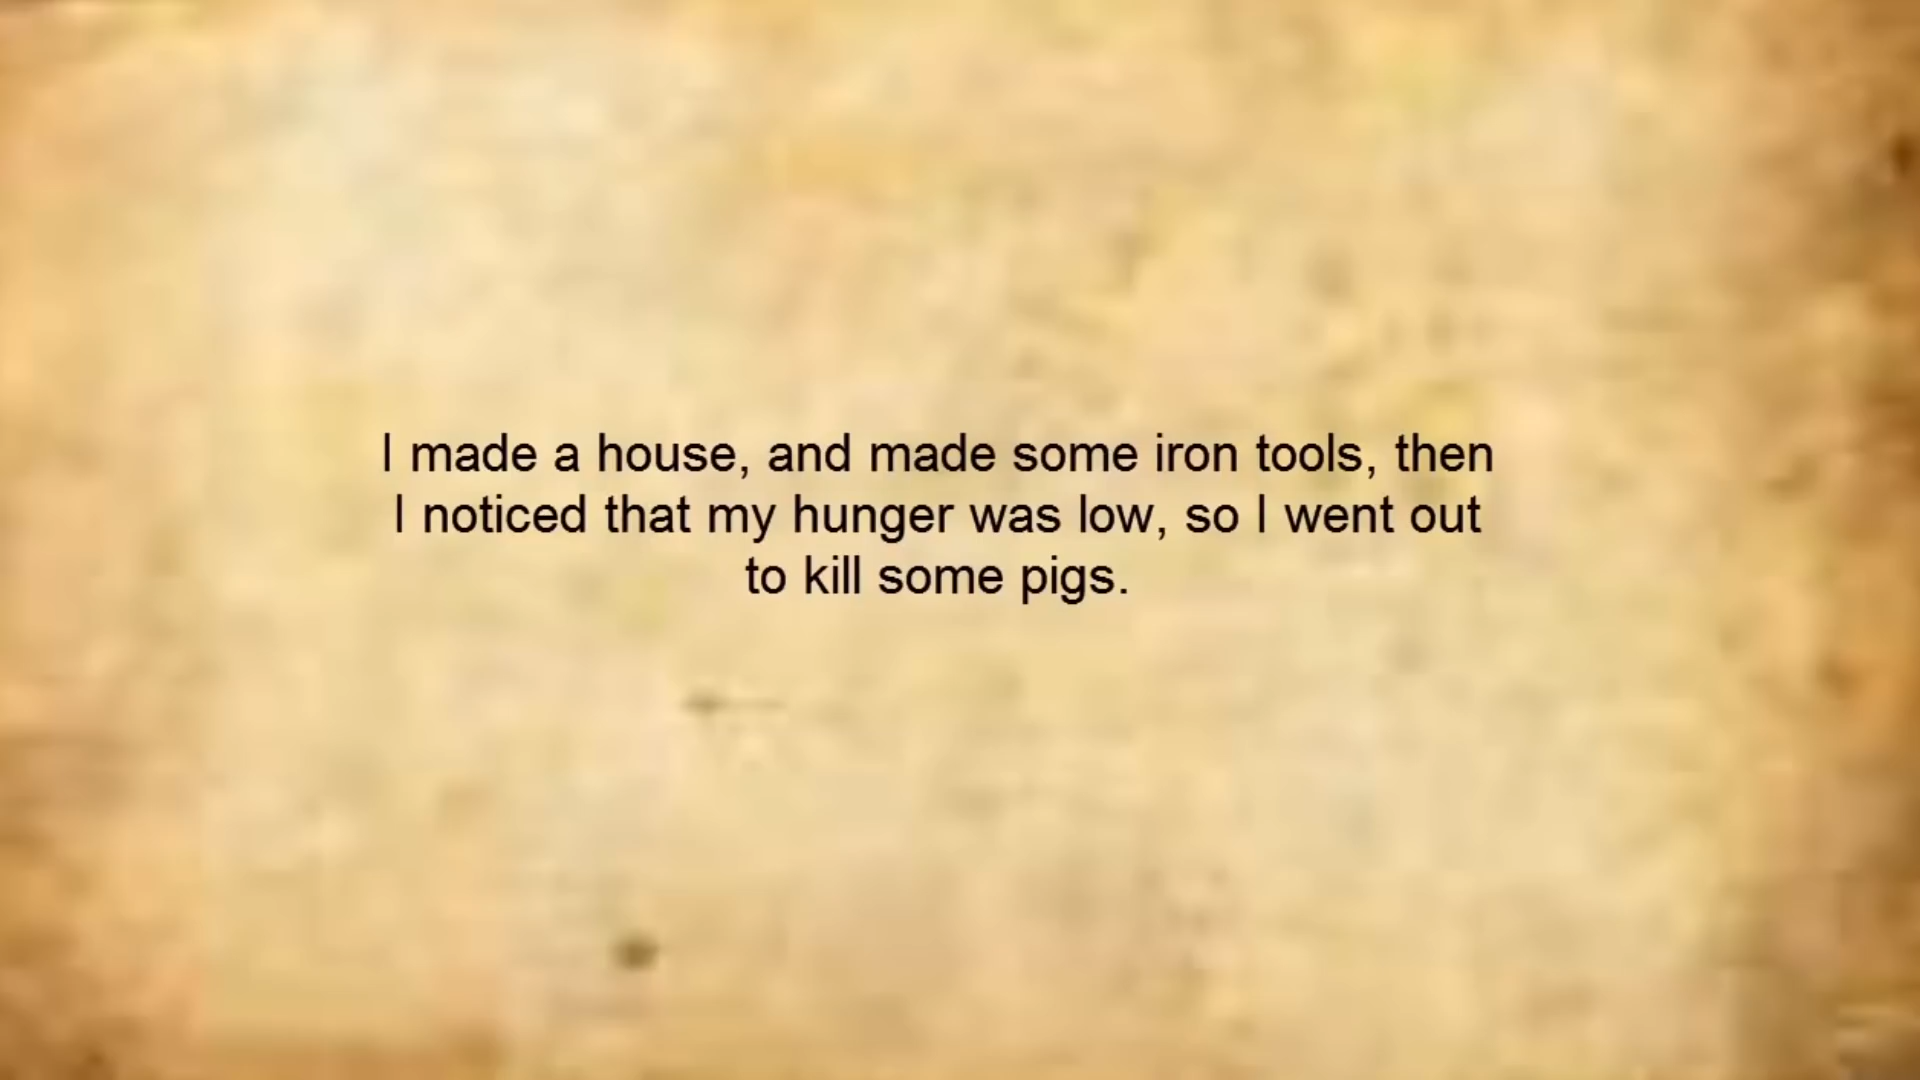 I made a house, and made some iron tools, then
I noticed that my hunger was low, so I went out
to kill some pigs.